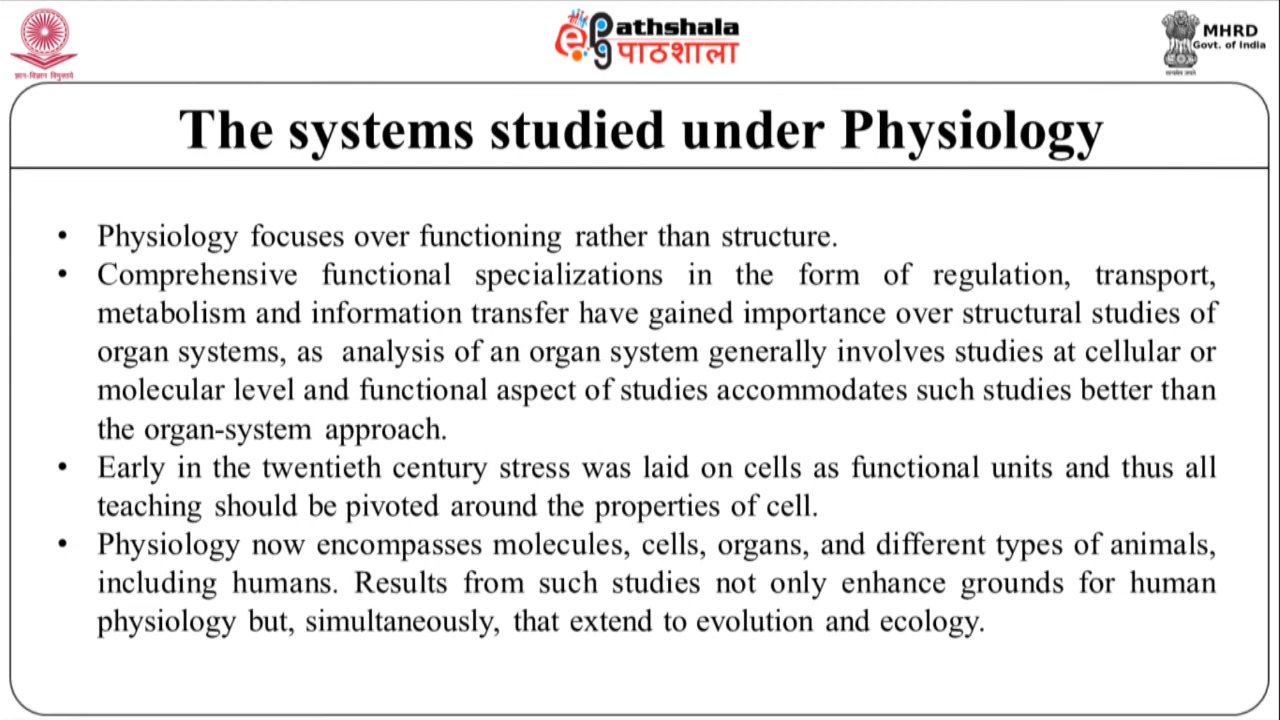 ज्ञान-विज्ञान विमुक्तये
ePG Pathshala
पाठशाला
MHRD
Govt. of India
सत्यमेव जयते
The systems studied under Physiology
• Physiology focuses over functioning rather than structure.
• Comprehensive functional specializations in the form of regulation, transport,
metabolism and information transfer have gained importance over structural studies of
organ systems, as analysis of an organ system generally involves studies at cellular or
molecular level and functional aspect of studies accommodates such studies better than
the organ-system approach.
• Early in the twentieth century stress was laid on cells as functional units and thus all
teaching should be pivoted around the properties of cell.
• Physiology now encompasses molecules, cells, organs, and different types of animals,
including humans. Results from such studies not only enhance grounds for human
physiology but, simultaneously, that extend to evolution and ecology.